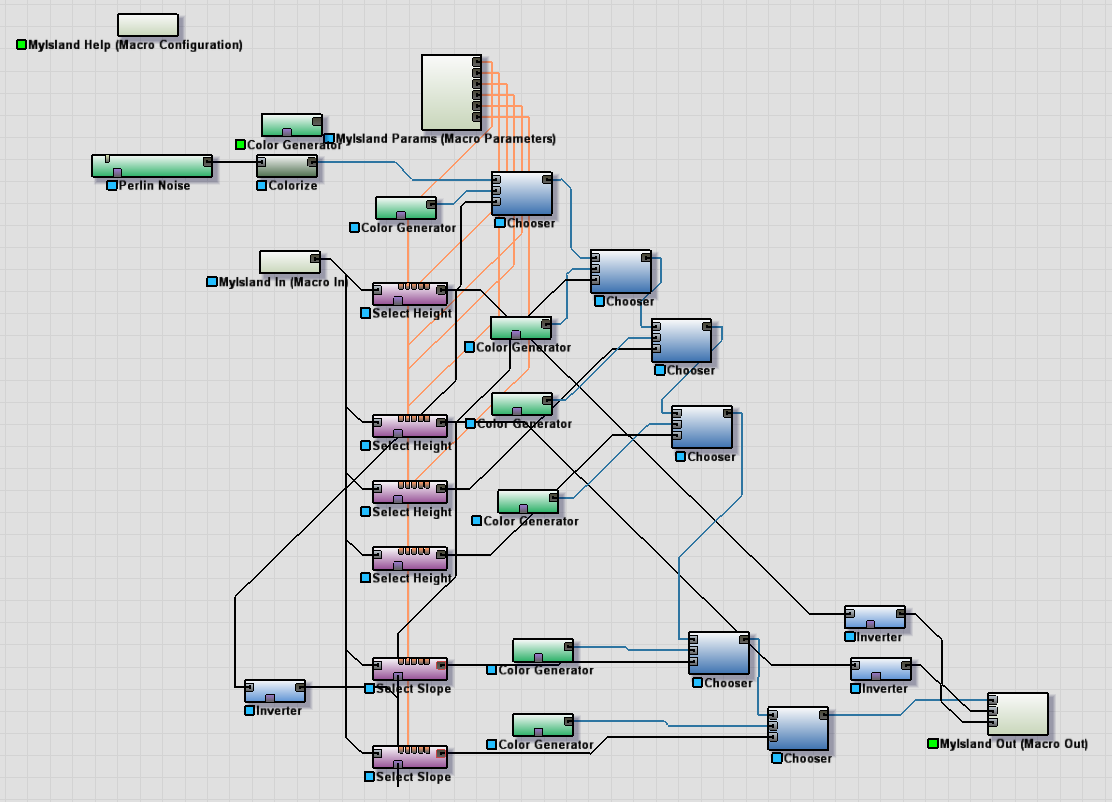 MyIsland Help (Macro Configuration)
MyIsland Params (Macro Parameters)
Color Generator
Perlin Noise
Colorize
Color Generator
Chooser
MyIsland In (Macro In)
Chooser
Select Height
Color Generator
Chooser
Color Generator
Select Height
Chooser
Select Height
Color Generator
Select Height
Inverter
Color Generator
Chooser
Select Slope
Inverter
Inverter
Color Generator
MyIsland Out (Macro Out)
Chooser
Select Slope